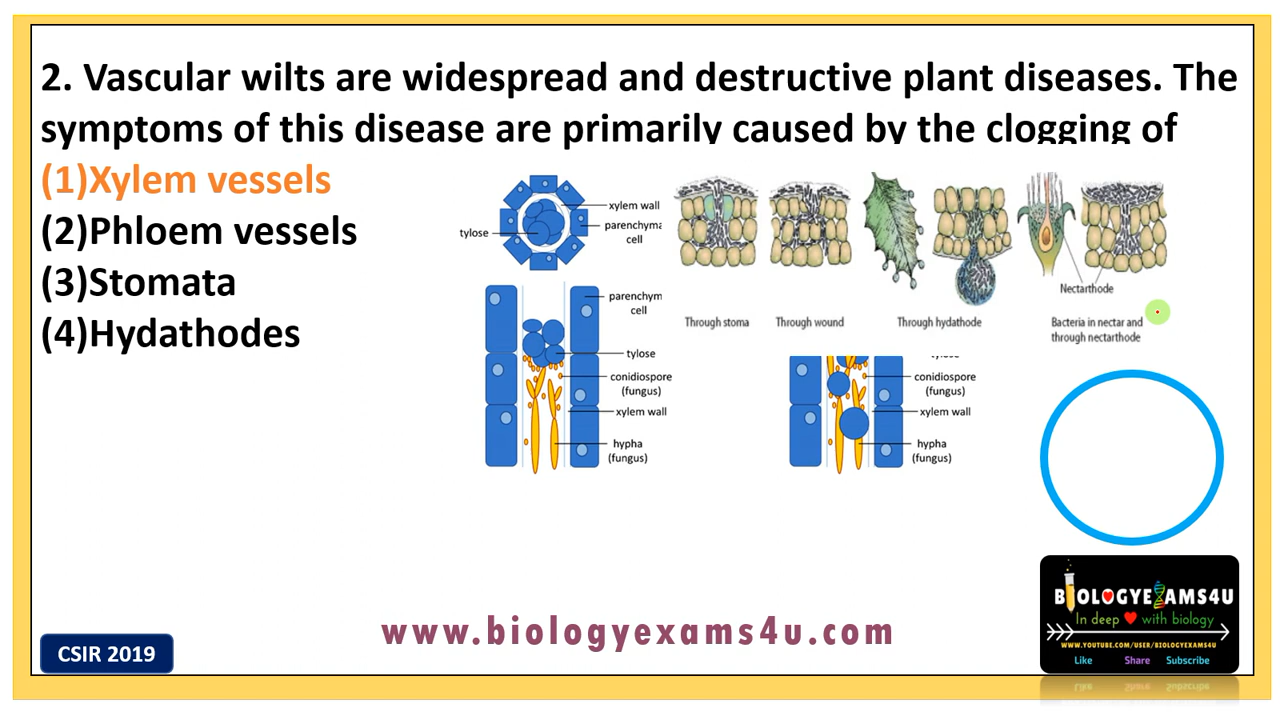 2. Vascular wilts are widespread and destructive plant diseases. The
symptoms of this disease are primarily caused by the clogging of
(1)Xylem vessels
(2)Phloem vessels
(3)Stomata
(4)Hydathodes
xylem wall
parenchyma
cell
tylose
parenchym
cell
tylose
conidiospore
(fungus)
xylem wall
hypha
(fungus)
Through stoma
Through wound
Through hydathode
Nectarthode
Bacteria in nectar and
through nectarthode
tylose
conidiospore
(fungus)
xylem wall
hypha
(fungus)
www.biologyexams4u.com
CSIR 2019
BIOLOGYEXAMS4U
In deep with biology
WWW.YOUTUBE.COM/USER/BIOLOGYEXAMS4U
Like Share Subscribe